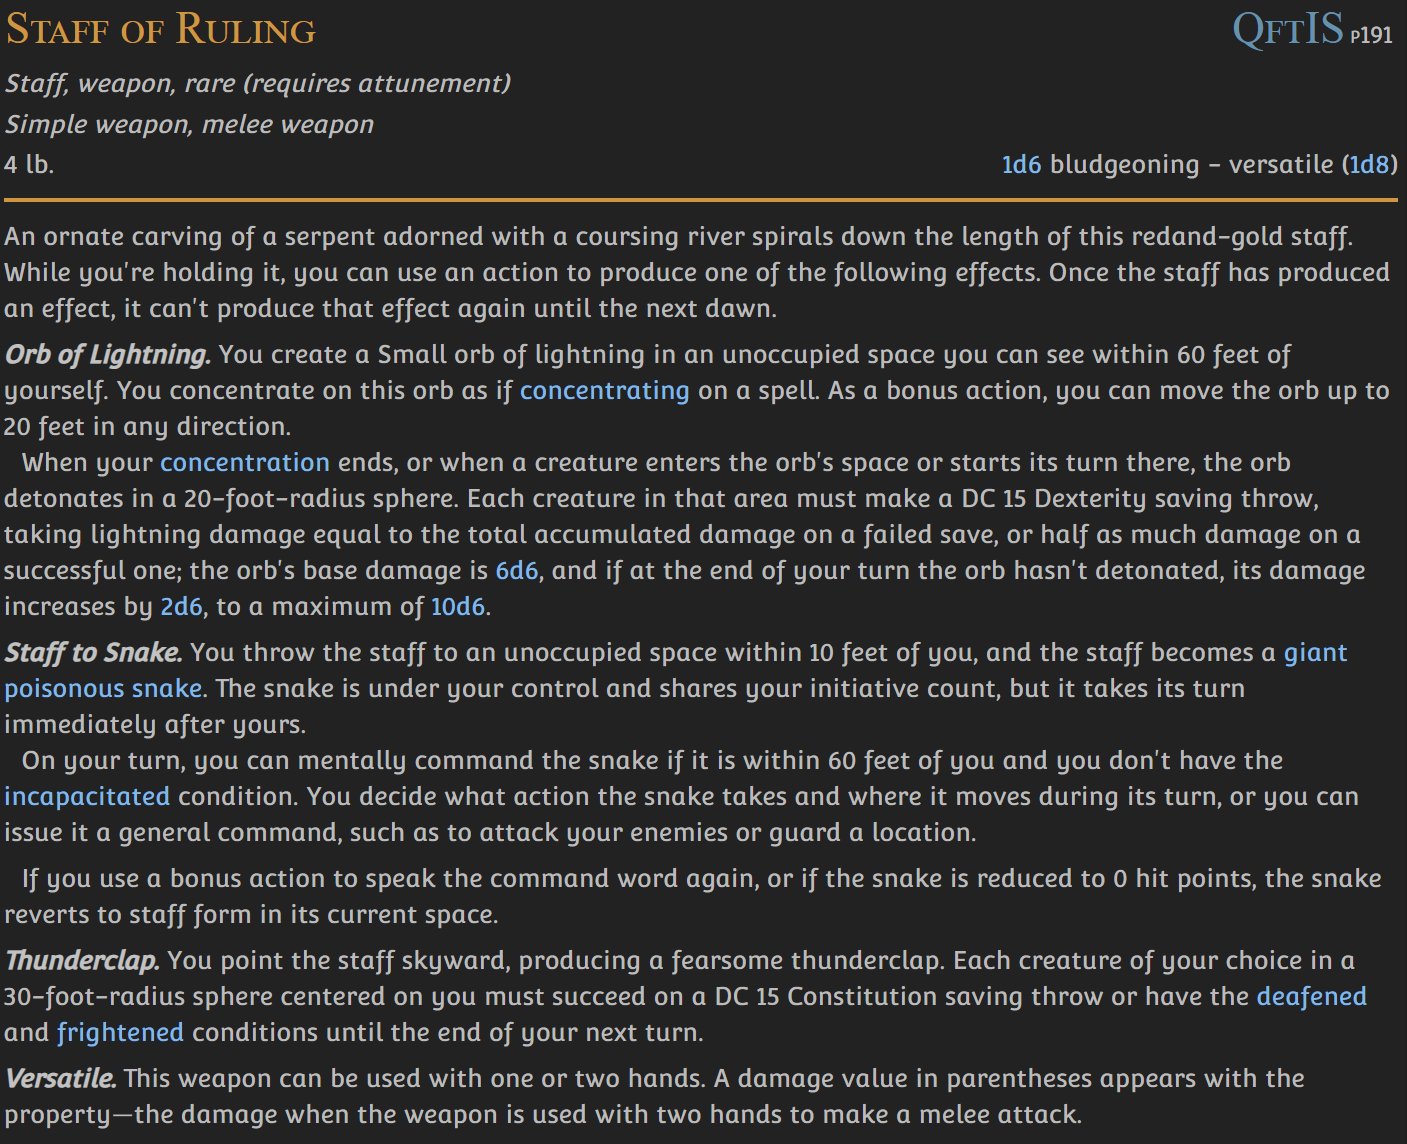 Staff of Ruling QftIS p191
Staff, weapon, rare (requires attunement)
Simple weapon, melee weapon
4 lb. 1d6 bludgeoning - versatile (1d8)
An ornate carving of a serpent adorned with a coursing river spirals down the length of this redand-gold staff.
While you're holding it, you can use an action to produce one of the following effects. Once the staff has produced
an effect, it can't produce that effect again until the next dawn.
Orb of Lightning. You create a Small orb of lightning in an unoccupied space you can see within 60 feet of
yourself. You concentrate on this orb as if concentrating on a spell. As a bonus action, you can move the orb up to
20 feet in any direction.
When your concentration ends, or when a creature enters the orb's space or starts its turn there, the orb
detonates in a 20-foot-radius sphere. Each creature in that area must make a DC 15 Dexterity saving throw,
taking lightning damage equal to the total accumulated damage on a failed save, or half as much damage on a
successful one; the orb's base damage is 6d6, and if at the end of your turn the orb hasn't detonated, its damage
increases by 2d6, to a maximum of 10d6.
Staff to Snake. You throw the staff to an unoccupied space within 10 feet of you, and the staff becomes a giant
poisonous snake. The snake is under your control and shares your initiative count, but it takes its turn
immediately after yours.
On your turn, you can mentally command the snake if it is within 60 feet of you and you don't have the
incapacitated condition. You decide what action the snake takes and where it moves during its turn, or you can
issue it a general command, such as to attack your enemies or guard a location.
If you use a bonus action to speak the command word again, or if the snake is reduced to 0 hit points, the snake
reverts to staff form in its current space.
Thunderclap. You point the staff skyward, producing a fearsome thunderclap. Each creature of your choice in a
30-foot-radius sphere centered on you must succeed on a DC 15 Constitution saving throw or have the deafened
and frightened conditions until the end of your next turn.
Versatile. This weapon can be used with one or two hands. A damage value in parentheses appears with the
property—the damage when the weapon is used with two hands to make a melee attack.